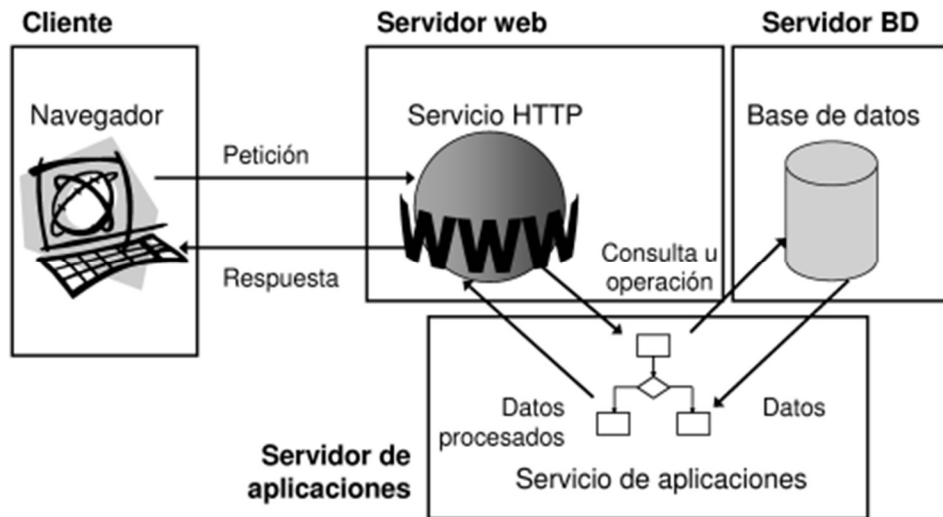 Cliente
Servidor web
Servidor BD
Navegador
Servicio HTTP
Base de datos
Petición
WWW
Respuesta
Consulta u
operación
Datos
procesados
Datos
Servidor de
aplicaciones
Servicio de aplicaciones